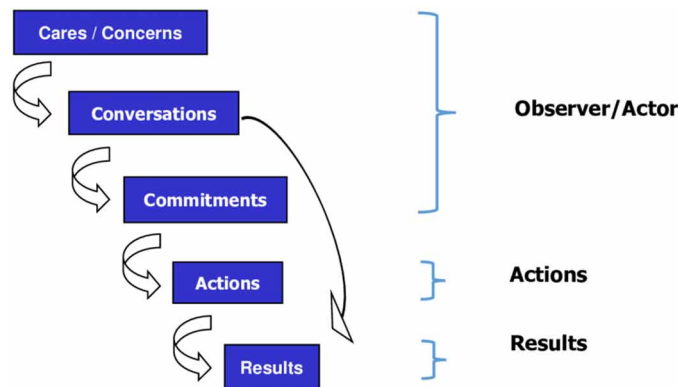 Cares / Concerns
Conversations
Observer/Actor
Commitments
Actions
Actions
Results
Results